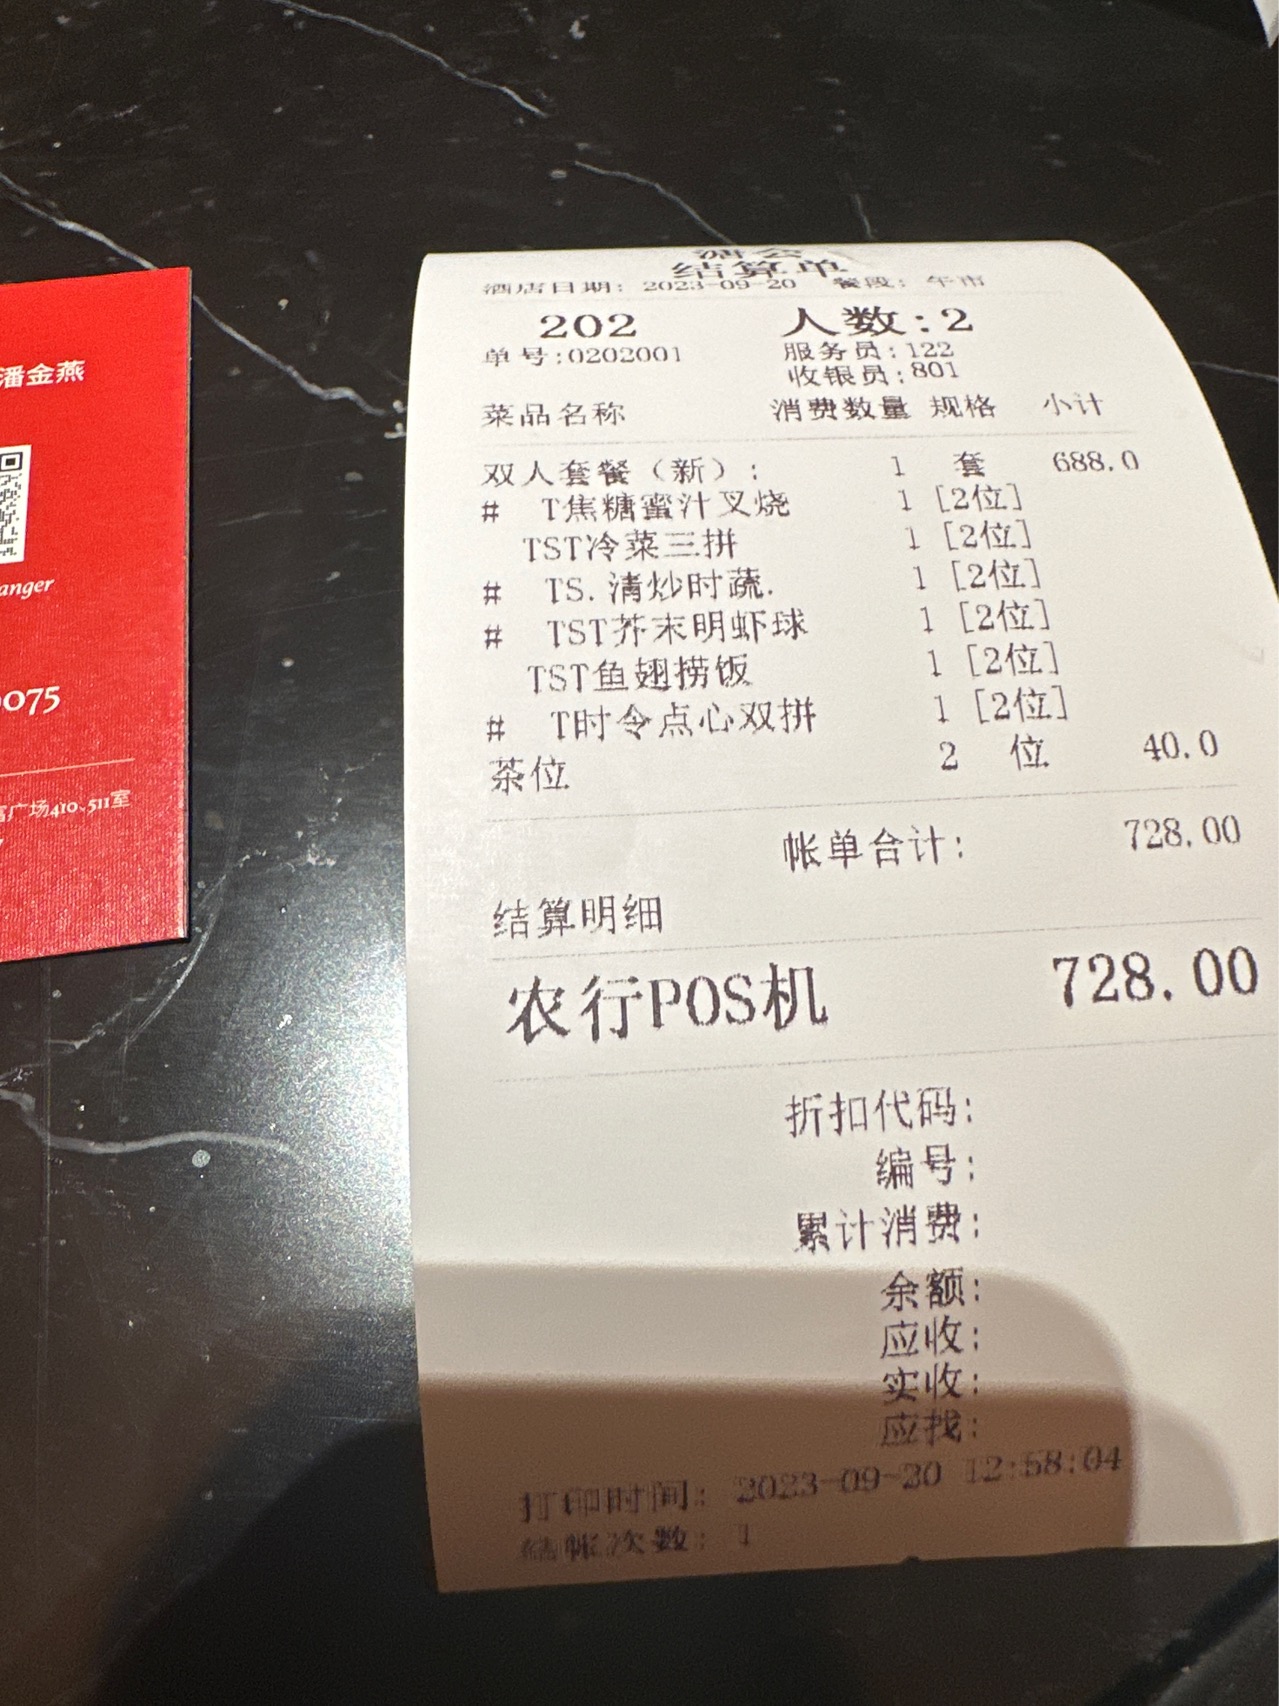 潘金燕
anger
0075
富广场410、511室
结算单
酒店日期: 2023-09-20 餐段: 午市
202 人数:2
单号:0202001 服务员:122
收银员:801
菜品名称 消费数量 规格 小计
双人套餐（新）: 1 套 688.0
# T焦糖蜜汁叉烧 1 [2位]
TST冷菜三拼 1 [2位]
# TS.清炒时蔬. 1 [2位]
# TST芥末明虾球 1 [2位]
TST鱼翅捞饭 1 [2位]
# T时令点心双拼 1 [2位]
茶位 2 位 40.0
帐单合计: 728.00
结算明细
农行POS机 728.00
折扣代码:
编号:
累计消费:
余额:
应收:
实收:
应找:
打印时间: 2023-09-20 12:58:04
结帐次数: 1